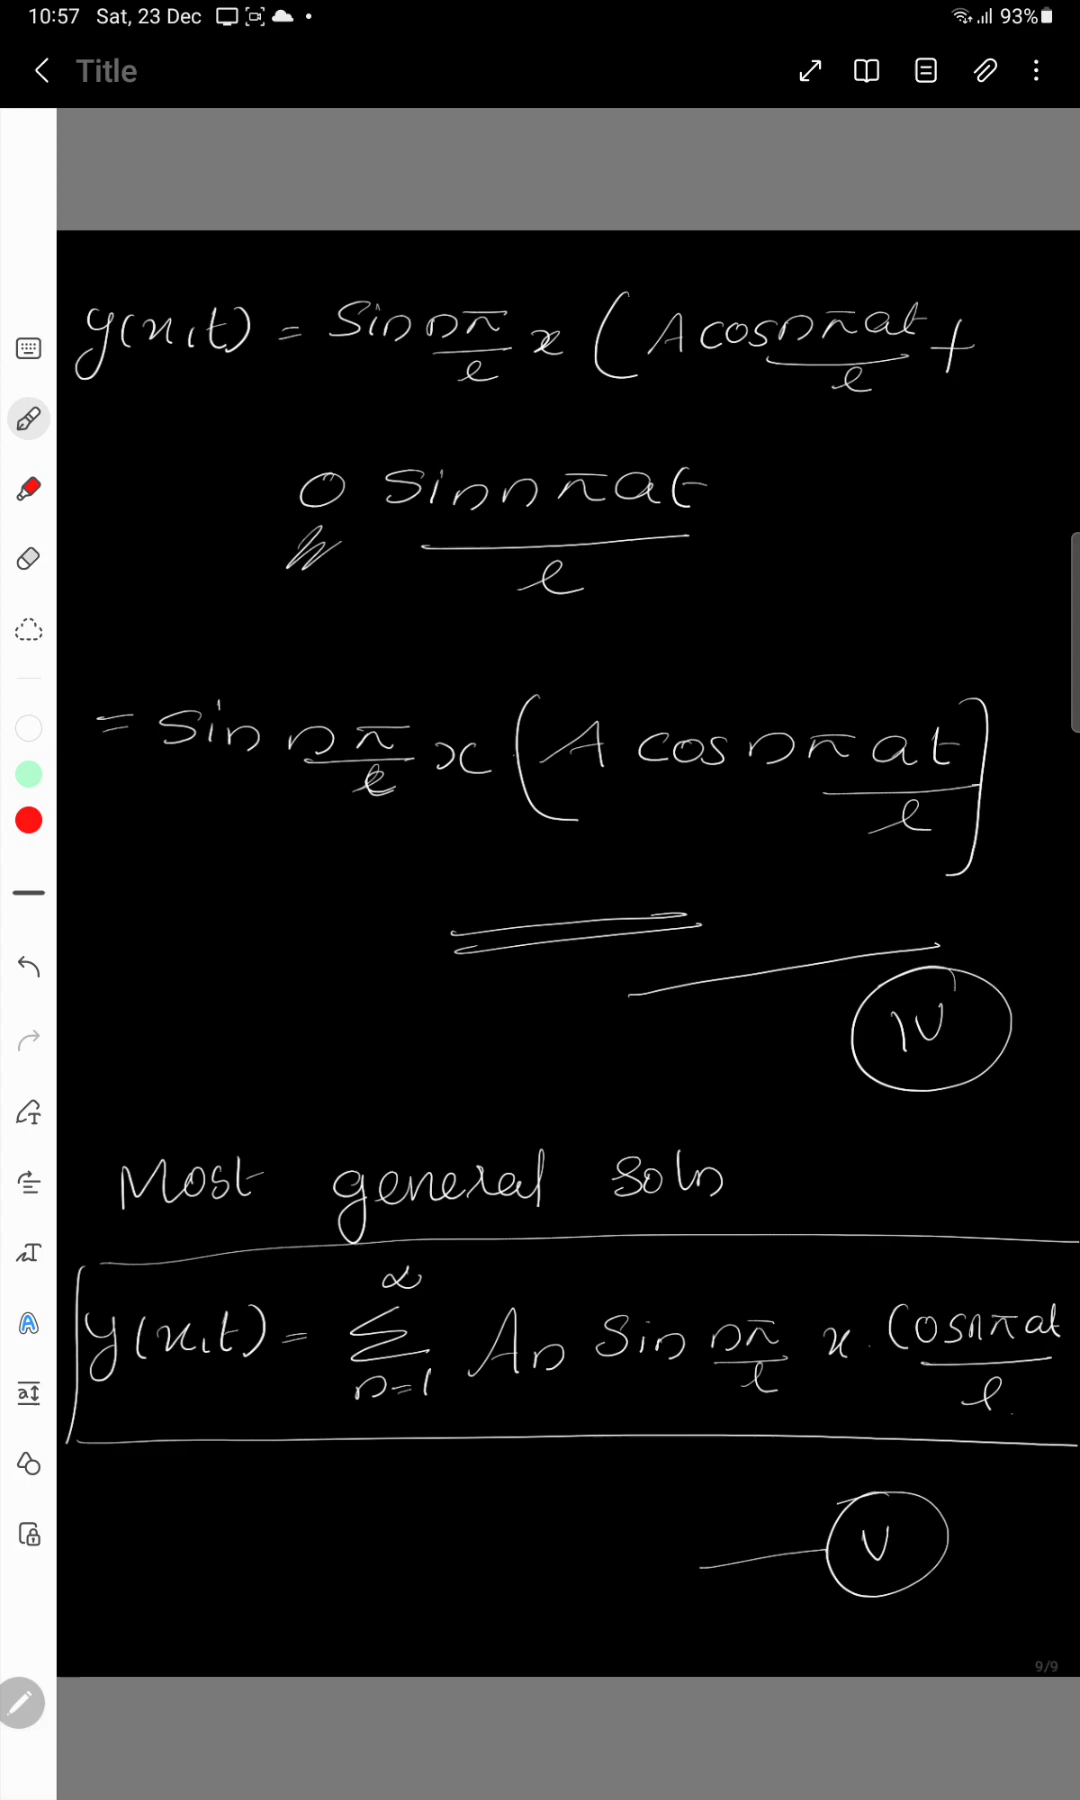 10:57 Sat, 23 Dec 93%
Title
y(x,t) = Sin nπ/l x ( A cos nπat/l +
0 sin nπat/l
= sin nπ/l x ( A cos nπat/l ]
IV
Most general soln
y(x,t) = ∑ n=1 ∞ An Sin nπ/l x . Cos nπat/l
V
9/9